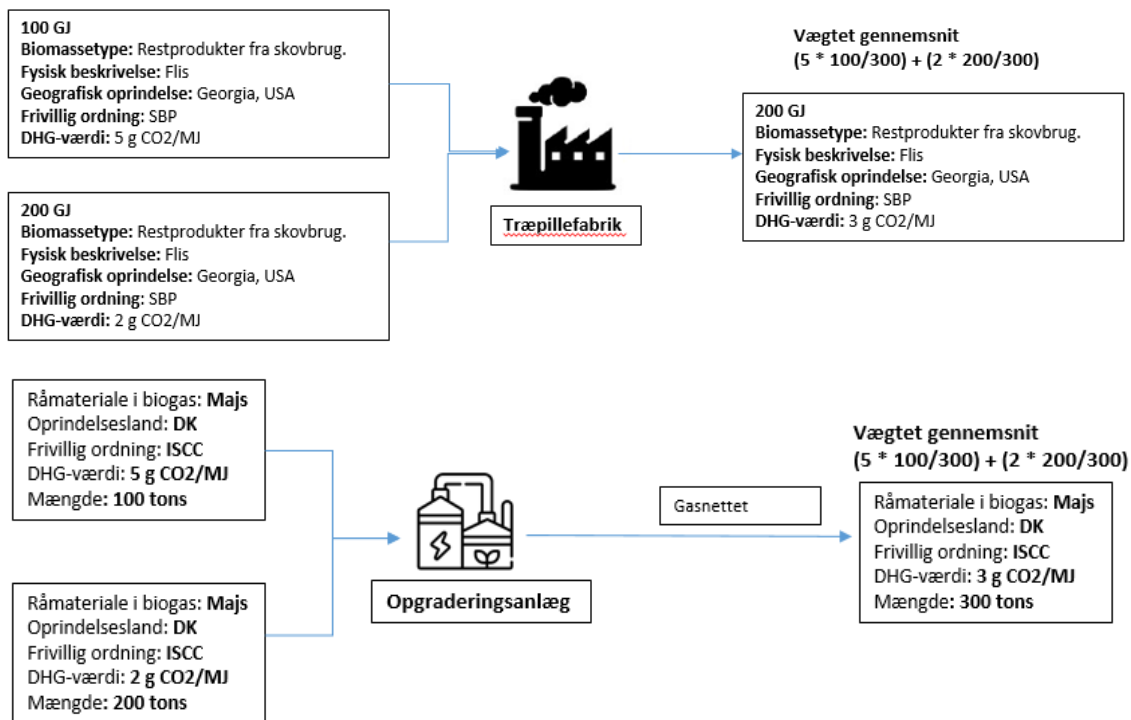 100 GJ
Biomassetype: Restprodukter fra skovbrug.
Fysisk beskrivelse: Flis
Geografisk oprindelse: Georgia, USA
Frivillig ordning: SBP
DHG-værdi: 5 g CO2/MJ
200 GJ
Biomassetype: Restprodukter fra skovbrug.
Fysisk beskrivelse: Flis
Geografisk oprindelse: Georgia, USA
Frivillig ordning: SBP
DHG-værdi: 2 g CO2/MJ
Træpillefabrik
Vægtet gennemsnit
(5 * 100/300) + (2 * 200/300)
200 GJ
Biomassetype: Restprodukter fra skovbrug.
Fysisk beskrivelse: Flis
Geografisk oprindelse: Georgia, USA
Frivillig ordning: SBP
DHG-værdi: 3 g CO2/MJ
Råmateriale i biogas: Majs
Oprindelsesland: DK
Frivillig ordning: ISCC
DHG-værdi: 5 g CO2/MJ
Mængde: 100 tons
Råmateriale i biogas: Majs
Oprindelsesland: DK
Frivillig ordning: ISCC
DHG-værdi: 2 g CO2/MJ
Mængde: 200 tons
Opgraderingsanlæg
Gasnettet
Vægtet gennemsnit
(5 * 100/300) + (2 * 200/300)
Råmateriale i biogas: Majs
Oprindelsesland: DK
Frivillig ordning: ISCC
DHG-værdi: 3 g CO2/MJ
Mængde: 300 tons